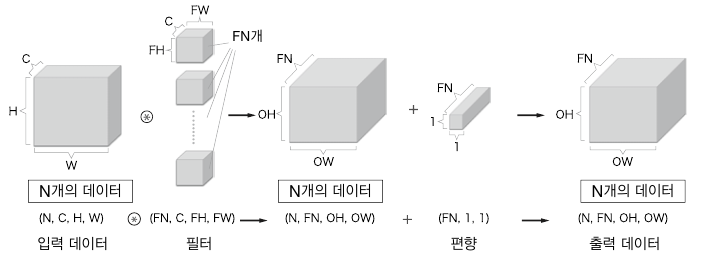 FW
C
FH
FN개
C
H
W
⊛
FN
OH
OW
+
FN
1
1
FN
OH
OW
N개의 데이터
N개의 데이터
N개의 데이터
(N, C, H, W) ⊛ (FN, C, FH, FW) → (N, FN, OH, OW) + (FN, 1, 1) → (N, FN, OH, OW)
입력 데이터 필터 편향 출력 데이터